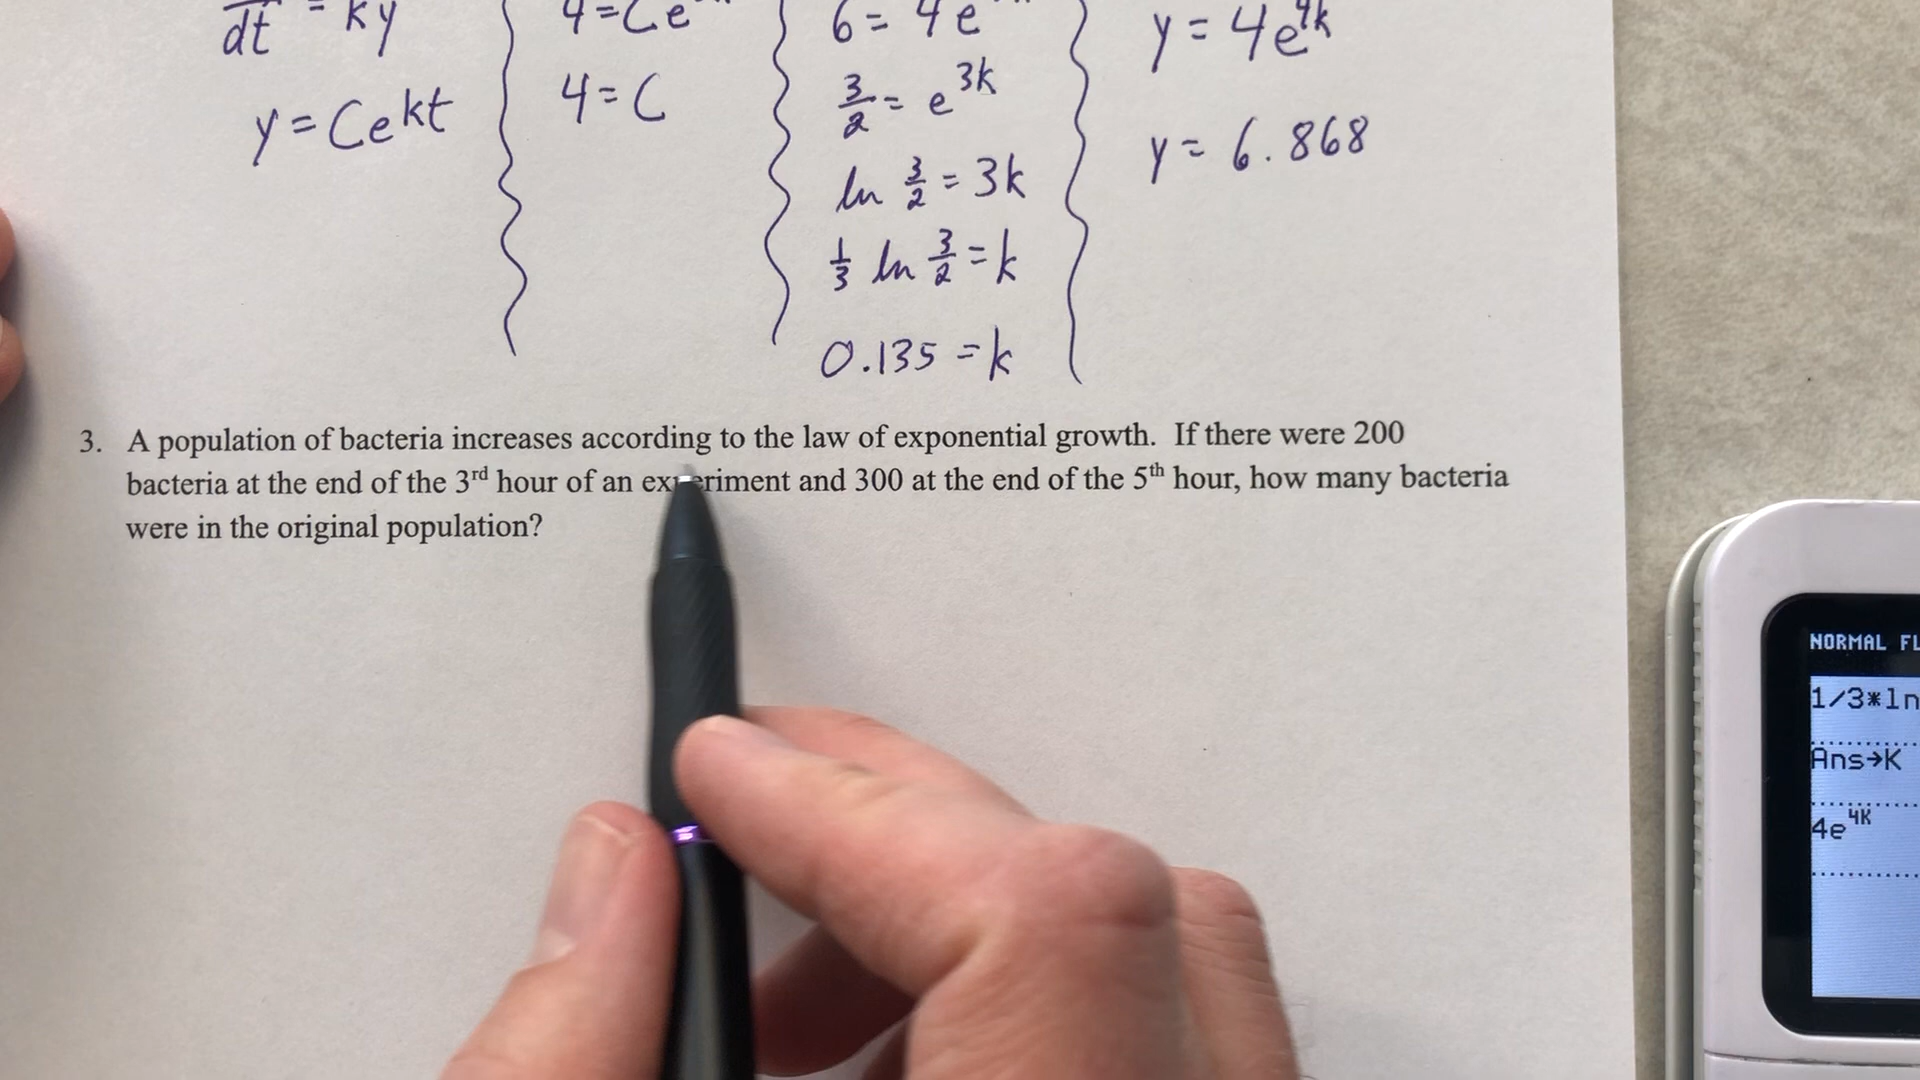 dt = ky
y = Ce^kt
4 = Ce
4 = C
6 = 4e
3/2 = e^3k
ln 3/2 = 3k
1/3 ln 3/2 = k
0.135 = k
y = 4e^4k
y = 6.868
3. A population of bacteria increases according to the law of exponential growth. If there were 200
bacteria at the end of the 3rd hour of an experiment and 300 at the end of the 5th hour, how many bacteria
were in the original population?
NORMAL FL
1/3*ln
Ans→K
4e^4K